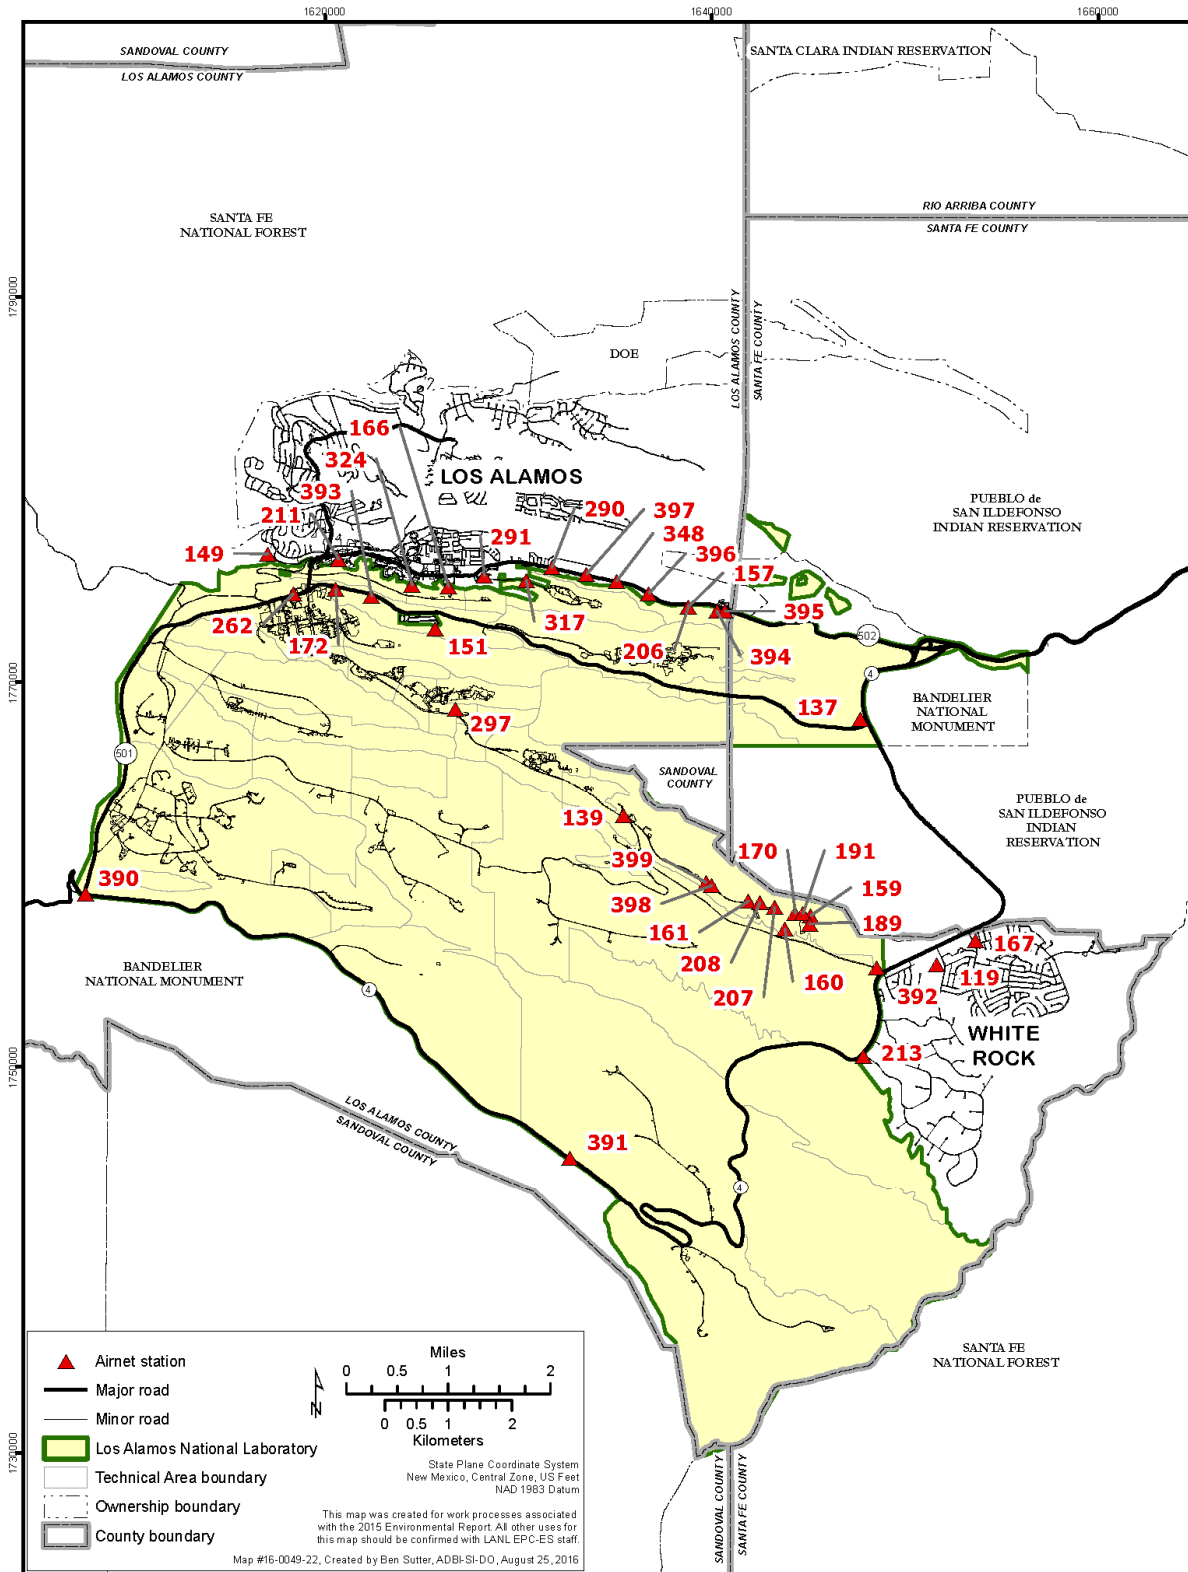 1620000
1640000
1660000
SANDOVAL COUNTY
LOS ALAMOS COUNTY
SANTA CLARA INDIAN RESERVATION
RIO ARRIBA COUNTY
SANTA FE COUNTY
SANTA FE
NATIONAL FOREST
1790000
LOS ALAMOS COUNTY
SANTA FE COUNTY
DOE
166
324
393
211
149
LOS ALAMOS
290
397
348
396
157
291
PUEBLO de
SAN ILDEFONSO
INDIAN RESERVATION
262
172
151
317
206
394
395
502
4
1770000
137
BANDELIER
NATIONAL
MONUMENT
297
501
SANDOVAL
COUNTY
PUEBLO de
SAN ILDEFONSO
INDIAN
RESERVATION
139
399
398
170
191
159
189
390
161
208
207
160
167
119
392
BANDELIER
NATIONAL MONUMENT
4
WHITE
ROCK
213
1750000
LOS ALAMOS COUNTY
SANDOVAL COUNTY
391
4
SANTA FE
NATIONAL FOREST
1730000
SANDOVAL COUNTY
SANTA FE COUNTY
Airnet station
Major road
Minor road
Los Alamos National Laboratory
Technical Area boundary
Ownership boundary
County boundary
N
Miles
0 0.5 1 2
0 0.5 1 2
Kilometers
State Plane Coordinate System
New Mexico, Central Zone, US Feet
NAD 1983 Datum
This map was created for work processes associated
with the 2015 Environmental Report. All other uses for
this map should be confirmed with LANL EPC-ES staff.
Map #16-0049-22, Created by Ben Sutter, ADBI-SI-DO, August 25, 2016